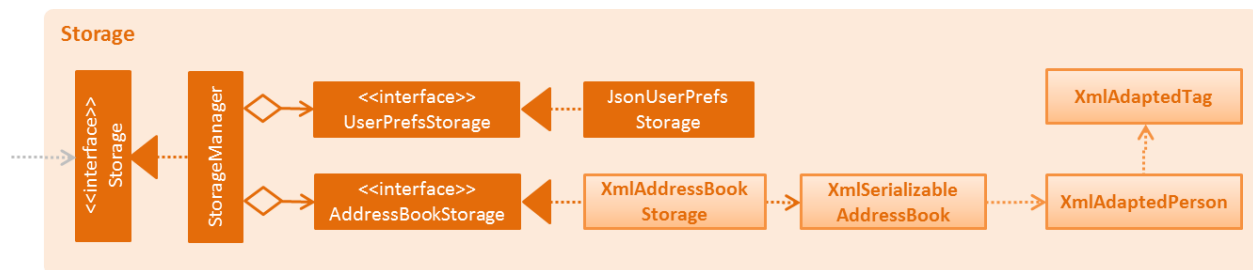 Storage
<<interface>>
Storage
StorageManager
<<interface>>
UserPrefsStorage
JsonUserPrefs
Storage
XmlAdaptedTag
<<interface>>
AddressBookStorage
XmlAddressBook
Storage
XmlSerializable
AddressBook
XmlAdaptedPerson